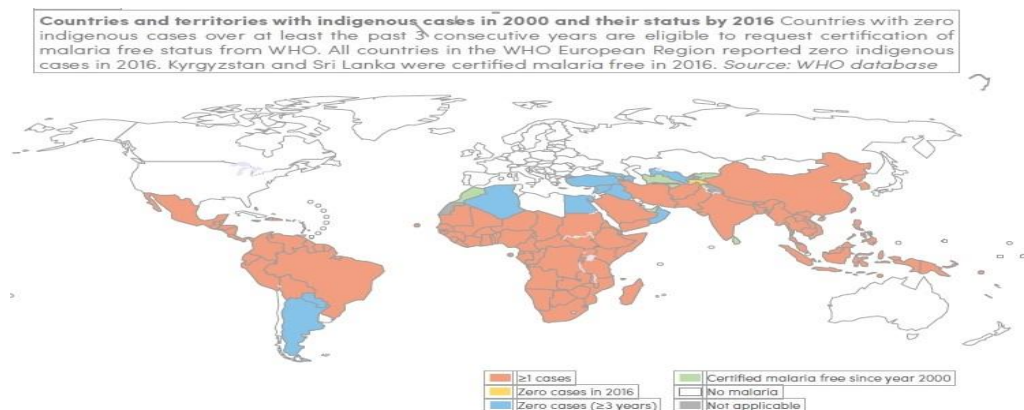 Countries and territories with indigenous cases in 2000 and their status by 2016 Countries with zero
indigenous cases over at least the past 3 consecutive years are eligible to request certification of
malaria free status from WHO. All countries in the WHO European Region reported zero indigenous
cases in 2016. Kyrgyzstan and Sri Lanka were certified malaria free in 2016. Source: WHO database
≥1 cases
Zero cases in 2016
Zero cases (≥3 years)
Certified malaria free since year 2000
No malaria
Not applicable